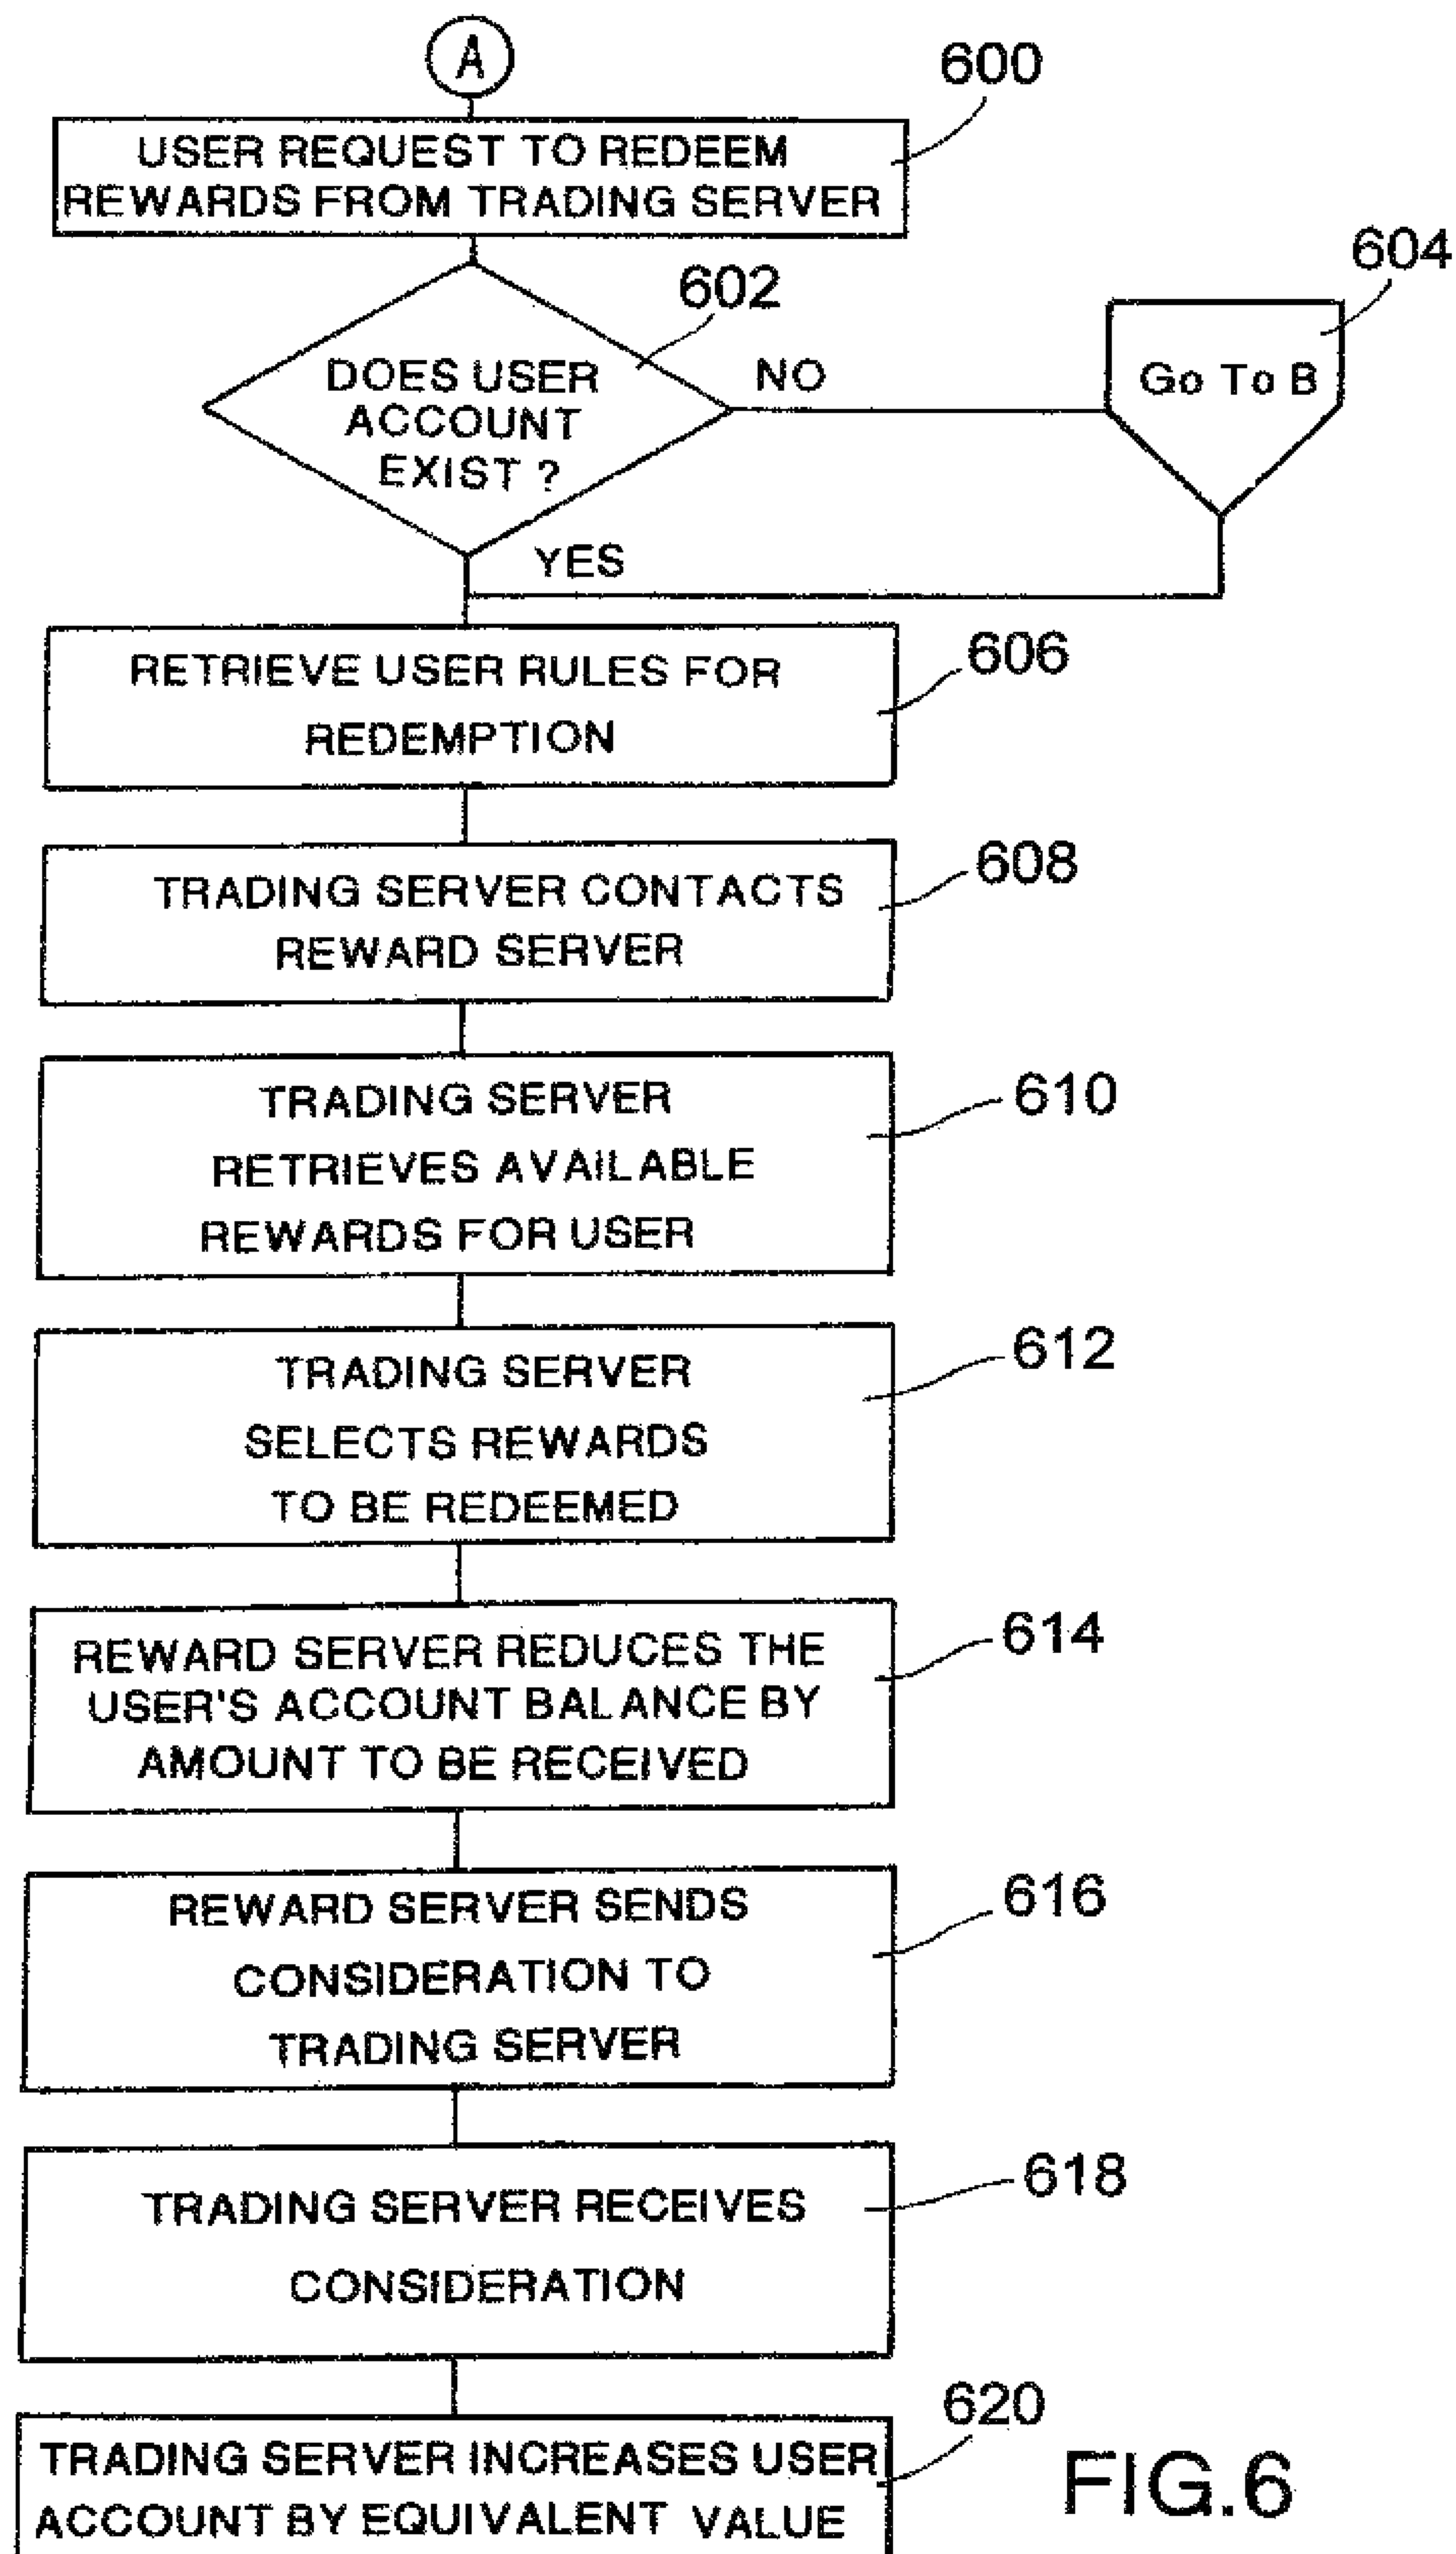 A
600
USER REQUEST TO REDEEM
REWARDS FROM TRADING SERVER
602
604
DOES USER
ACCOUNT
EXIST ?
NO
Go To B
YES
606
RETRIEVE USER RULES FOR
REDEMPTION
608
TRADING SERVER CONTACTS
REWARD SERVER
610
TRADING SERVER
RETRIEVES AVAILABLE
REWARDS FOR USER
612
TRADING SERVER
SELECTS REWARDS
TO BE REDEEMED
614
REWARD SERVER REDUCES THE
USER'S ACCOUNT BALANCE BY
AMOUNT TO BE RECEIVED
616
REWARD SERVER SENDS
CONSIDERATION TO
TRADING SERVER
618
TRADING SERVER RECEIVES
CONSIDERATION
620
TRADING SERVER INCREASES USER
ACCOUNT BY EQUIVALENT VALUE
FIG.6